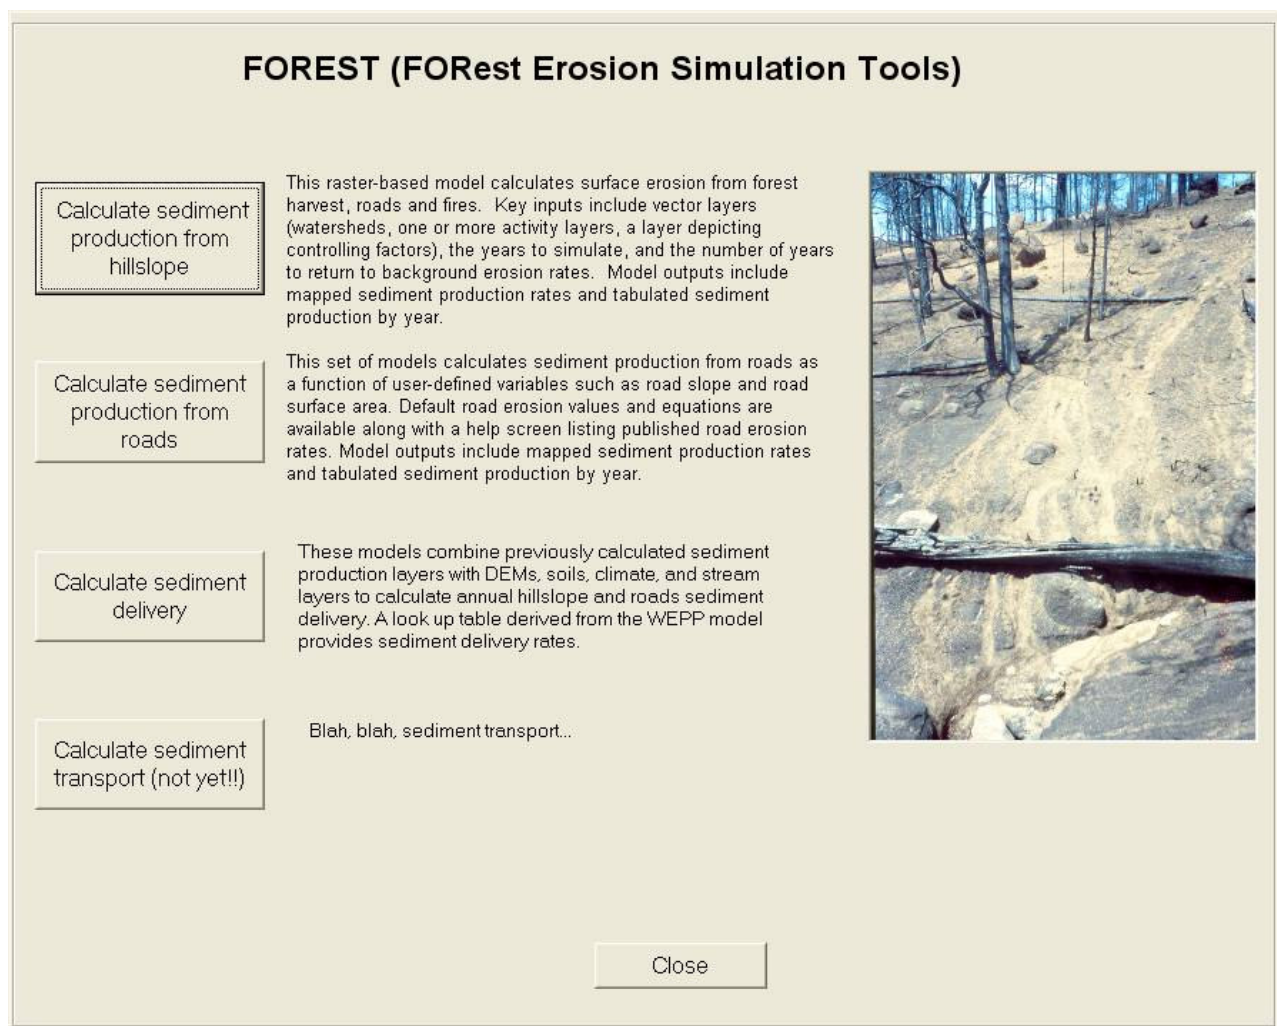 FOREST (FORest Erosion Simulation Tools)
Calculate sediment
production from
hillslope
This raster-based model calculates surface erosion from forest
harvest, roads and fires.  Key inputs include vector layers
(watersheds, one or more activity layers, a layer depicting
controlling factors), the years to simulate, and the number of years
to return to background erosion rates.  Model outputs include
mapped sediment production rates and tabulated sediment
production by year.
Calculate sediment
production from
roads
This set of models calculates sediment production from roads as
a function of user-defined variables such as road slope and road
surface area. Default road erosion values and equations are
available along with a help screen listing published road erosion
rates. Model outputs include mapped sediment production rates
and tabulated sediment production by year.
Calculate sediment
delivery
These models combine previously calculated sediment
production layers with DEMs, soils, climate, and stream
layers to calculate annual hillslope and roads sediment
delivery. A look up table derived from the WEPP model
provides sediment delivery rates.
Calculate sediment
transport (not yet!!)
Blah, blah, sediment transport...
Close